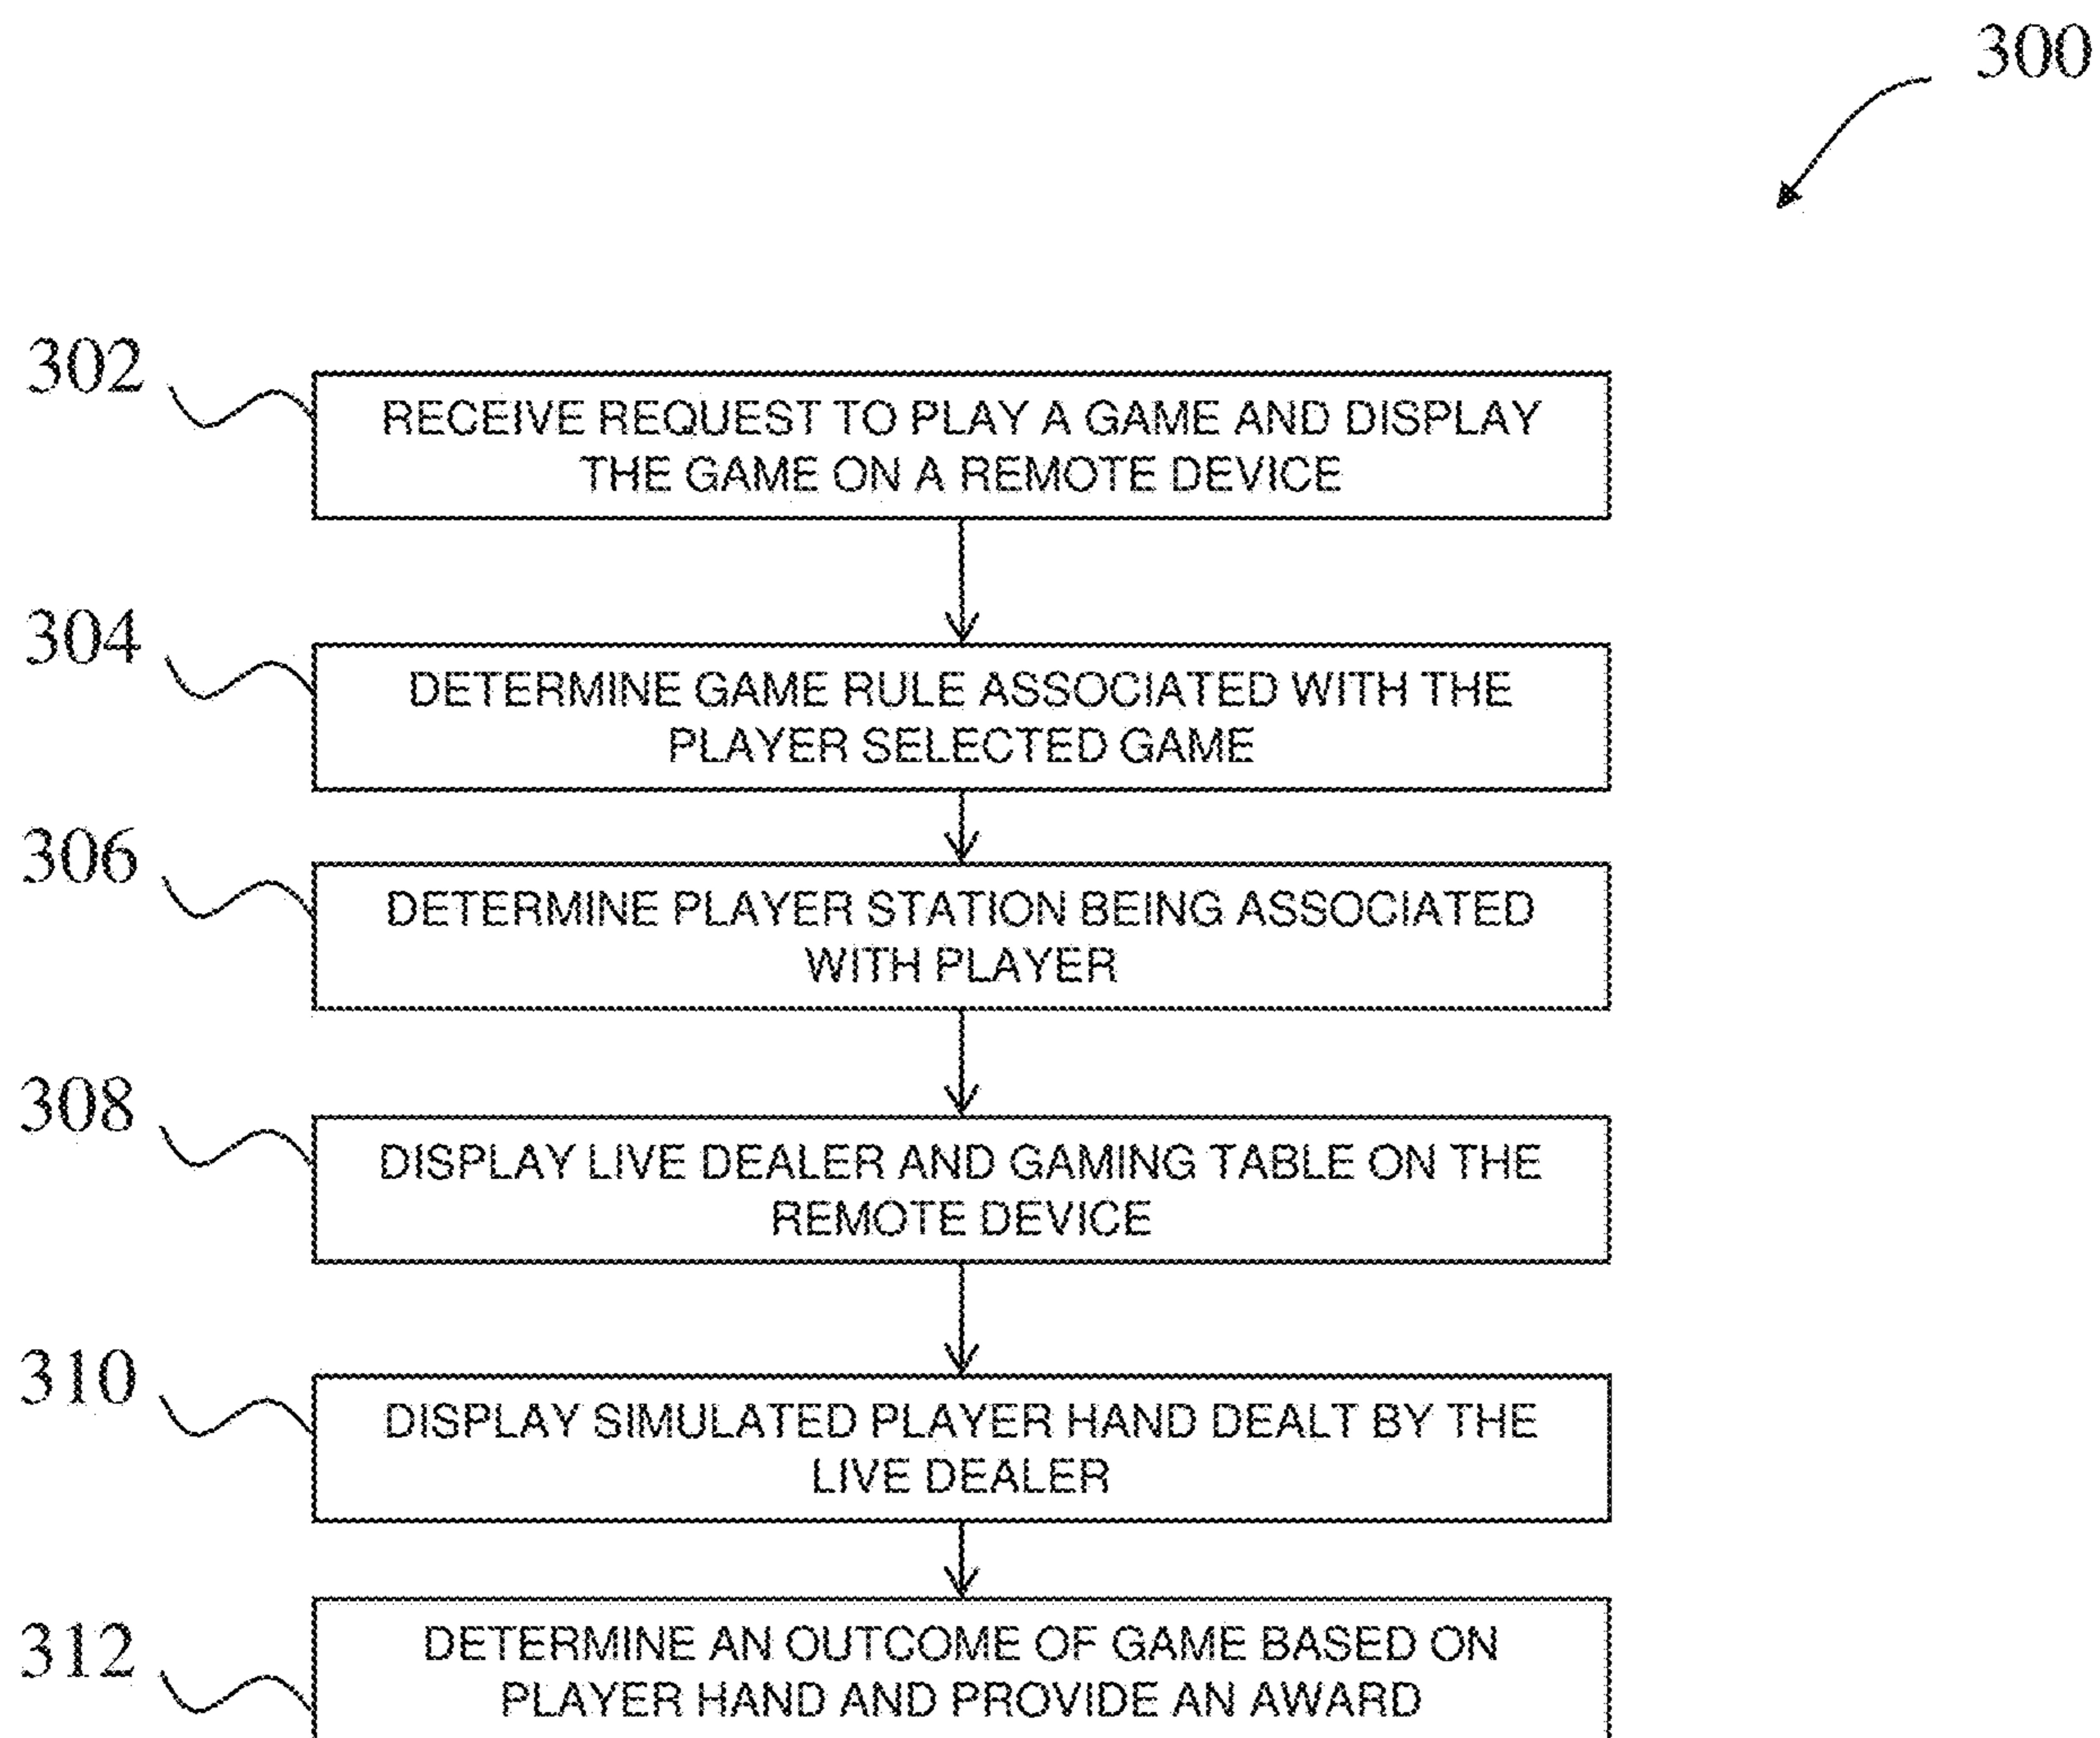 300
302
RECEIVE REQUEST TO PLAY A GAME AND DISPLAY
THE GAME ON A REMOTE DEVICE
304
DETERMINE GAME RULE ASSOCIATED WITH THE
PLAYER SELECTED GAME
306
DETERMINE PLAYER STATION BEING ASSOCIATED
WITH PLAYER
308
DISPLAY LIVE DEALER AND GAMING TABLE ON THE
REMOTE DEVICE
310
DISPLAY SIMULATED PLAYER HAND DEALT BY THE
LIVE DEALER
312
DETERMINE AN OUTCOME OF GAME BASED ON
PLAYER HAND AND PROVIDE AN AWARD